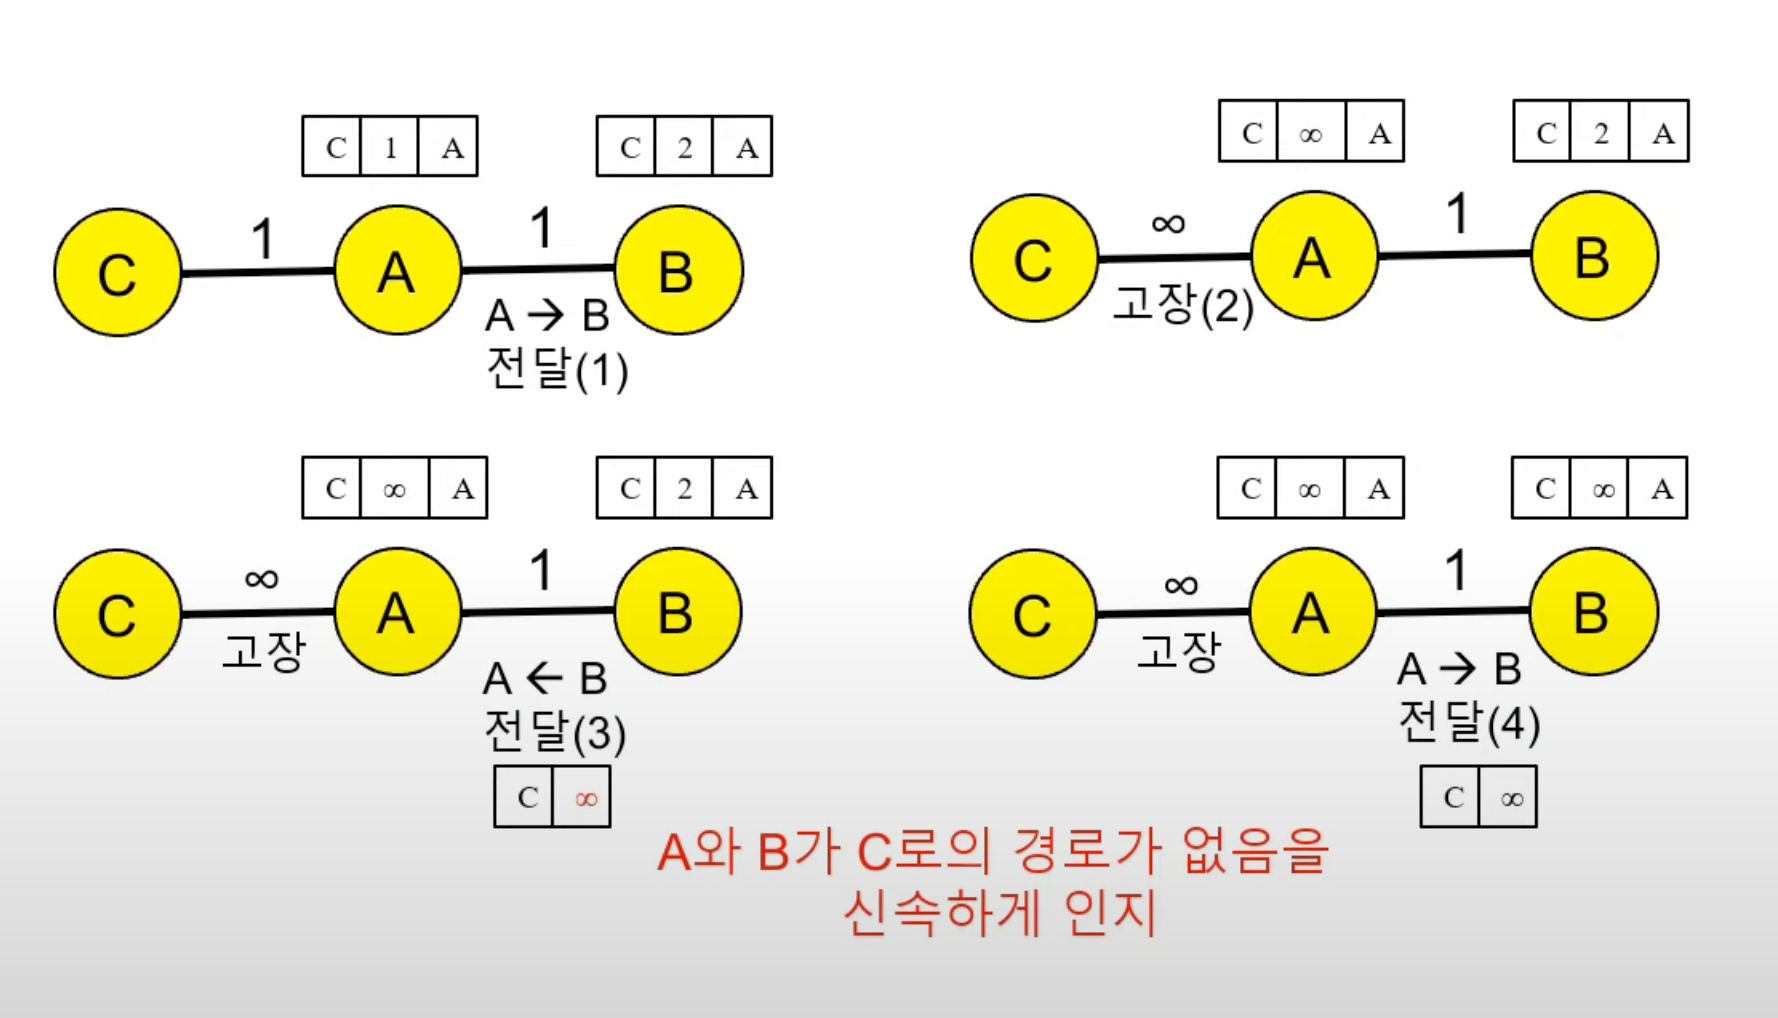 C 1 A
C 2 A
C 1 A 1 B
A → B
전달(1)
C ∞ A
C 2 A
C ∞ A 1 B
고장(2)
C ∞ A
C 2 A
C ∞ A 1 B
고장
A ← B
전달(3)
C ∞
C ∞ A
C ∞ A
C ∞ A 1 B
고장
A → B
전달(4)
C ∞
A와 B가 C로의 경로가 없음을
신속하게 인지